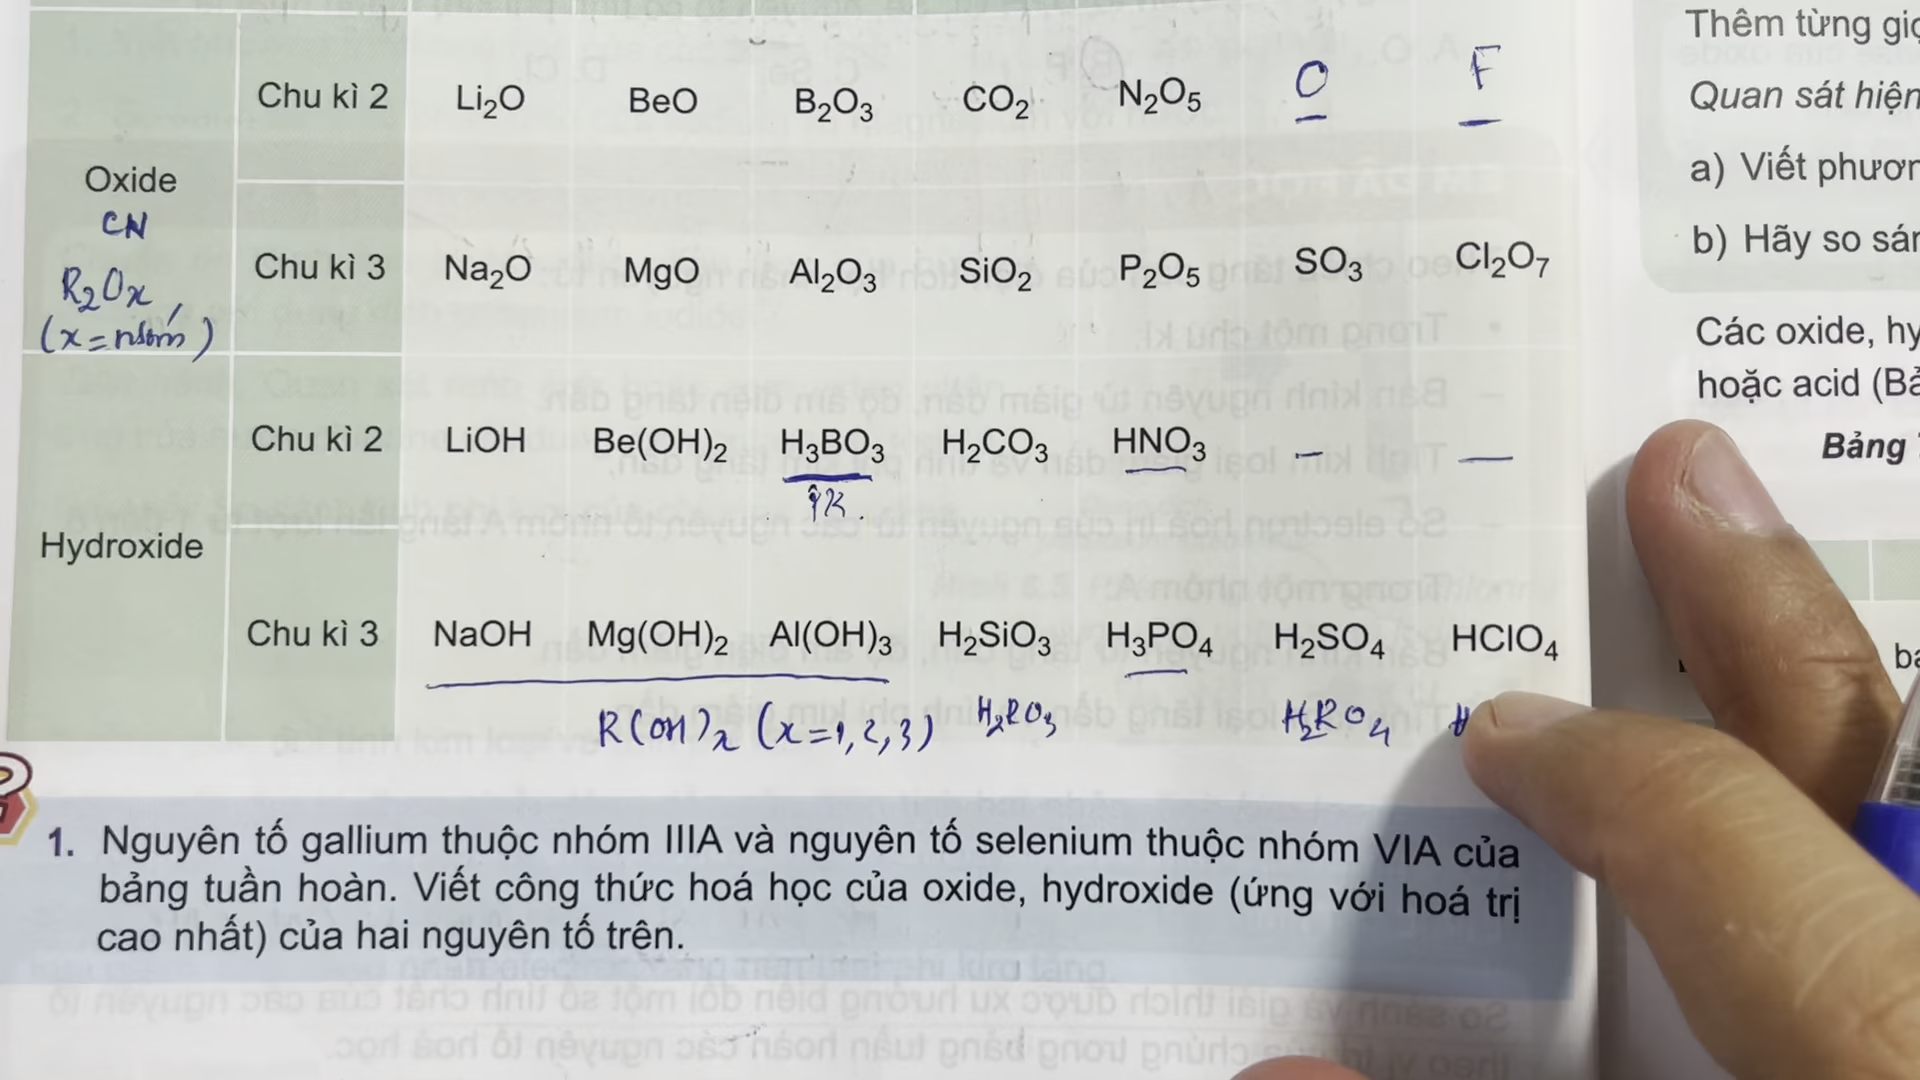 Chu kì 2 Li₂O BeO B₂O₃ CO₂ N₂O₅ O F
Oxide
CN
R₂Oₓ
(x = nhóm)
Chu kì 3 Na₂O MgO Al₂O₃ SiO₂ P₂O₅ SO₃ Cl₂O₇
Hydroxide
Chu kì 2 LiOH Be(OH)₂ H₃BO₃ H₂CO₃ HNO₃ – –
Chu kì 3 NaOH Mg(OH)₂ Al(OH)₃ H₂SiO₃ H₃PO₄ H₂SO₄ HClO₄
R(OH)ₓ (x=1,2,3) H₂RO₃ H₂RO₄ H
1. Nguyên tố gallium thuộc nhóm IIIA và nguyên tố selenium thuộc nhóm VIA của
bảng tuần hoàn. Viết công thức hoá học của oxide, hydroxide (ứng với hoá trị
cao nhất) của hai nguyên tố trên.
Thêm từng
Quan sát
a) Viết
b) Hãy so
Các oxide,
hoặc acid
Bảng